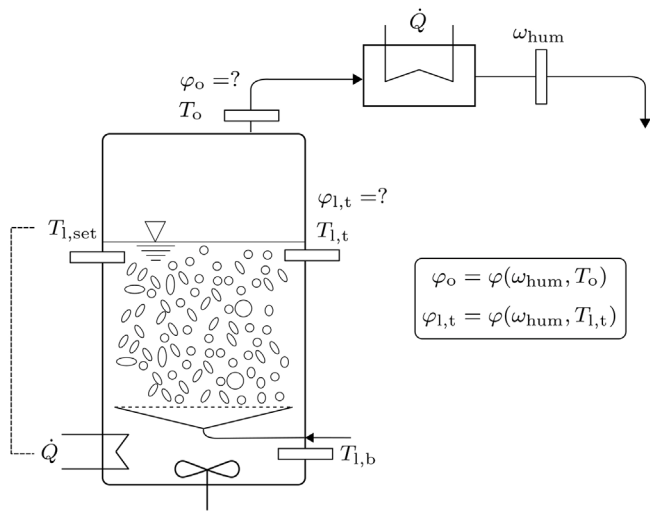 Q̇
ω_hum
φ_o =?
T_o
φ_l,t =?
T_l,set
T_l,t
φ_o = φ(ω_hum, T_o)
φ_l,t = φ(ω_hum, T_l,t)
Q̇
T_l,b